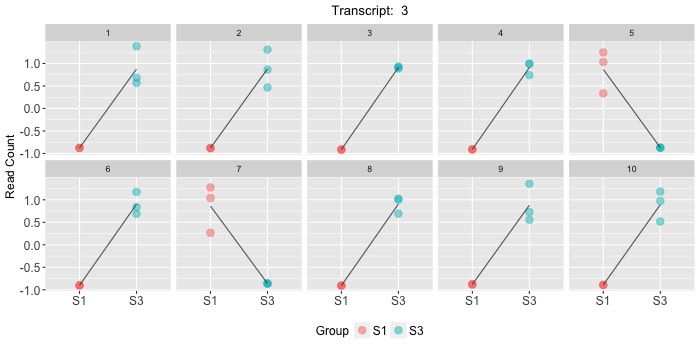 Transcript: 3
1 2 3 4 5
1.0
0.5
0.0
-0.5
-1.0
6 7 8 9 10
1.0
0.5
0.0
-0.5
-1.0
Read Count
S1 S3 S1 S3 S1 S3 S1 S3 S1 S3
Group S1 S3